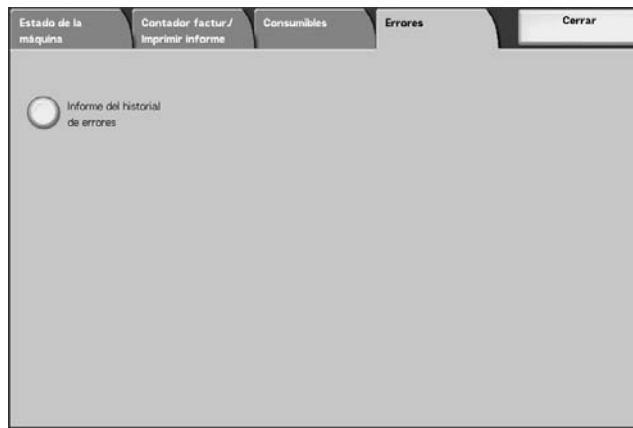 Estado de la
máquina
Contador factur./
Imprimir informe
Consumibles
Errores
Cerrar
Informe del historial
de errores